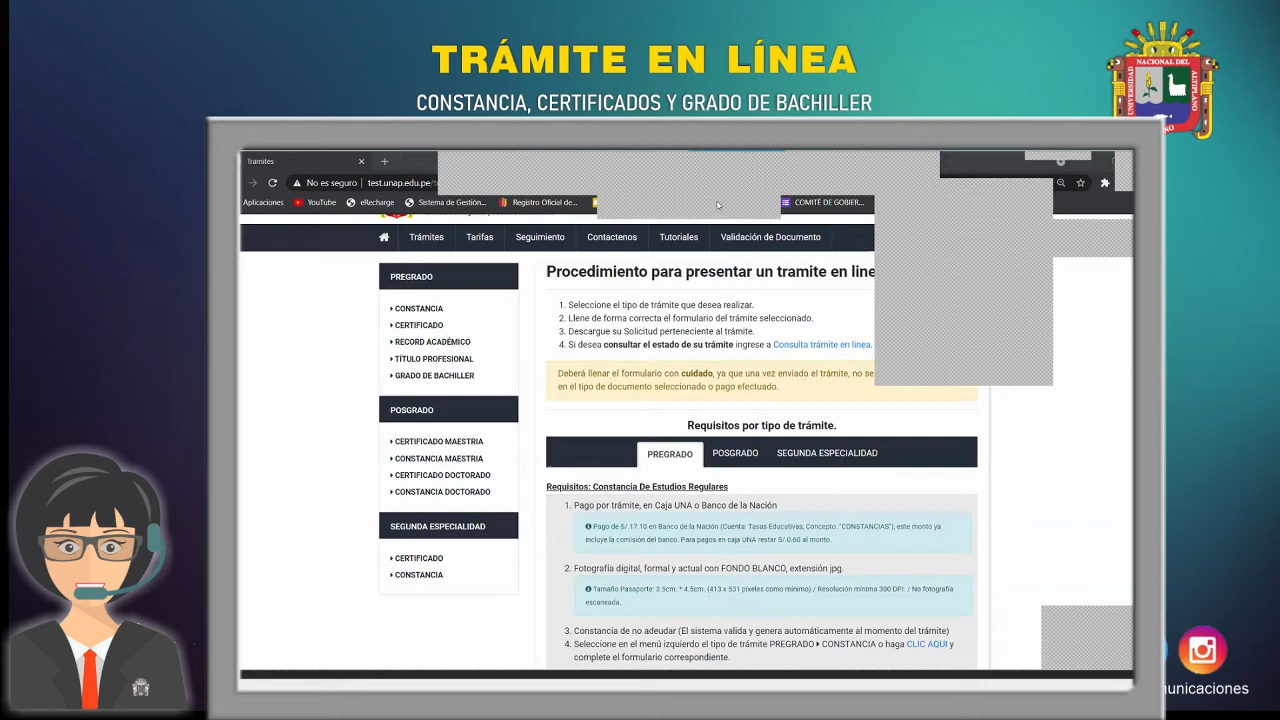 TRÁMITE EN LÍNEA
CONSTANCIA, CERTIFICADOS Y GRADO DE BACHILLER
UNIVERSIDAD NACIONAL DEL ALTIPLANO
Tramites
No es seguro test.unap.edu.pe/
Aplicaciones YouTube eRecharge Sistema de Gestión... Registro Oficial de... COMITÉ DE GOBIER...
Trámites Tarifas Seguimiento Contactenos Tutoriales Validación de Documento
PREGRADO
CONSTANCIA
CERTIFICADO
RECORD ACADÉMICO
TÍTULO PROFESIONAL
GRADO DE BACHILLER
POSGRADO
CERTIFICADO MAESTRIA
CONSTANCIA MAESTRIA
CERTIFICADO DOCTORADO
CONSTANCIA DOCTORADO
SEGUNDA ESPECIALIDAD
CERTIFICADO
CONSTANCIA
Procedimiento para presentar un tramite en line
1. Seleccione el tipo de trámite que desea realizar.
2. Llene de forma correcta el formulario del trámite seleccionado.
3. Descargue su Solicitud perteneciente al trámite.
4. Si desea consultar el estado de su trámite ingrese a Consulta trámite en linea.
Deberá llenar el formulario con cuidado, ya que una vez enviado el trámite, no se
en el tipo de documento seleccionado o pago efectuado.
Requisitos por tipo de trámite.
PREGRADO POSGRADO SEGUNDA ESPECIALIDAD
Requisitos: Constancia De Estudios Regulares
1. Pago por trámite, en Caja UNA o Banco de la Nación
Pago de S/.17.10 en Banco de la Nación (Cuenta: Tasas Educativas, Concepto: "CONSTANCIAS"), este monto ya
incluye la comisión del banco. Para pagos en caja UNA restar S/.0.60 al monto.
2. Fotografía digital, formal y actual con FONDO BLANCO, extensión jpg.
Tamaño Pasaporte: 3.5cm. * 4.5cm. (413 x 531 pixeles como mínimo) / Resolución mínima 300 DPI. / No fotografía
escaneada.
3. Constancia de no adeudar (El sistema valida y genera automáticamente al momento del trámite)
4. Seleccione en el menú izquierdo el tipo de trámite PREGRADO CONSTANCIA o haga CLIC AQUI y
complete el formulario correspondiente.
unicaciones